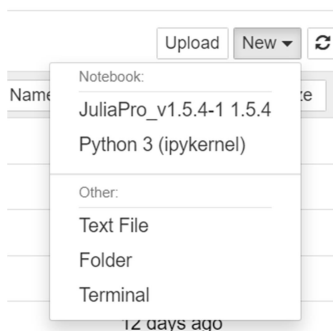 Upload New
Notebook:
Name
JuliaPro_v1.5.4-1 1.5.4
Python 3 (ipykernel)
Other:
Text File
Folder
Terminal
12 days ago